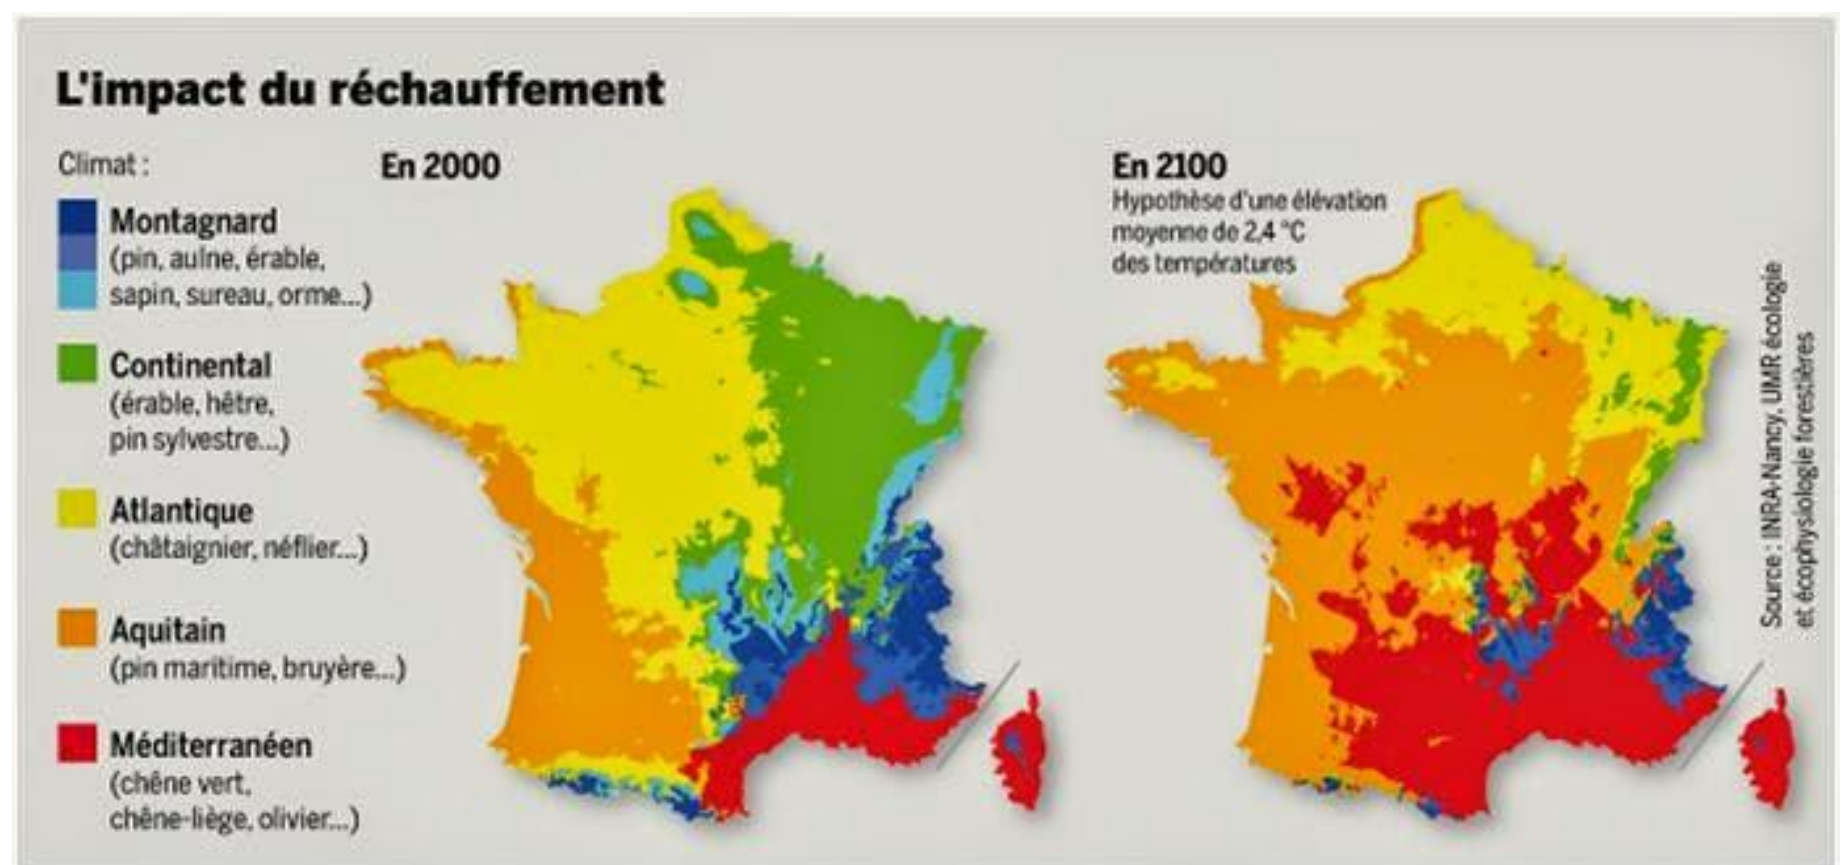 L'impact du réchauffement
Climat :
Montagnard
(pin, aulne, érable,
sapin, sureau, orme...)
Continental
(érable, hêtre,
pin sylvestre...)
Atlantique
(châtaignier, néflier...)
Aquitain
(pin maritime, bruyère...)
Méditerranéen
(chêne vert,
chêne-liège, olivier...)
En 2000
En 2100
Hypothèse d'une élévation
moyenne de 2,4 °C
des températures
Source : INRA-Nancy, UMR écologie
et écophysiologie forestières